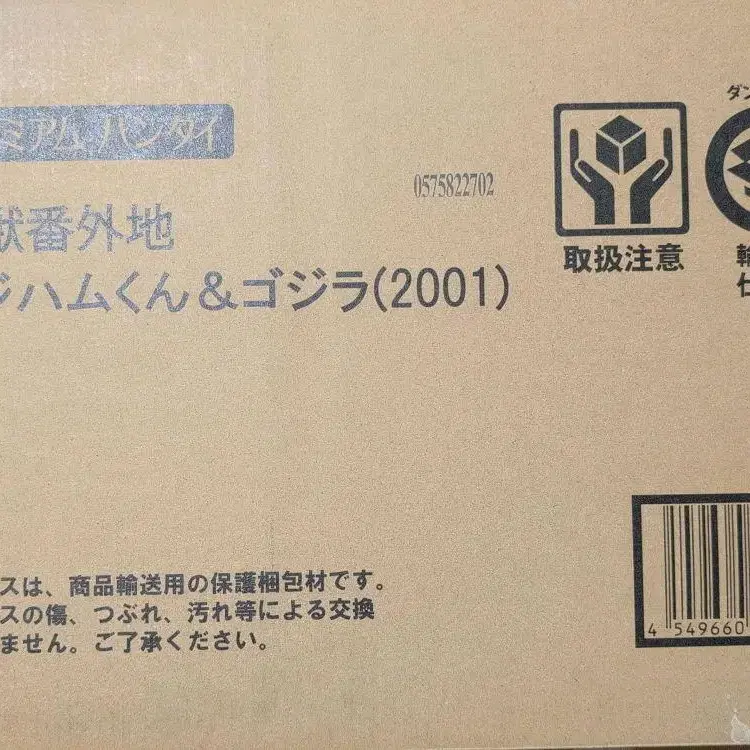 ミアム バンダイ
0575822702
獣番外地
ジハムくん&ゴジラ(2001)
取扱注意
ダン
輸
仕
スは、商品輸送用の保護梱包材です。
スの傷、つぶれ、汚れ等による交換
ません。ご了承ください。
4 549660